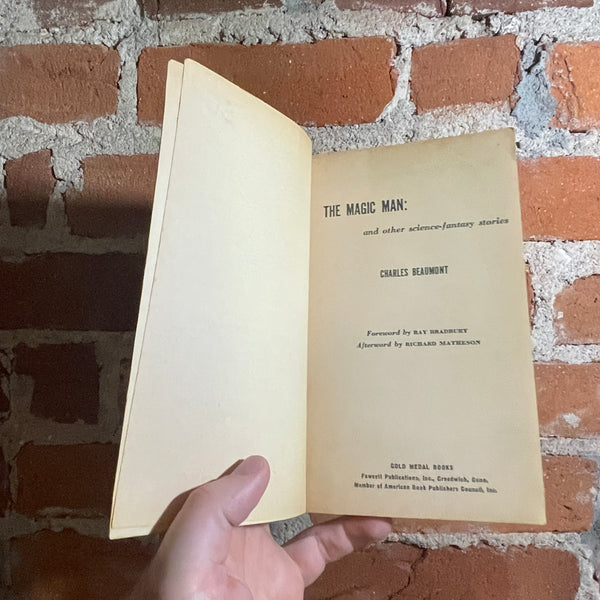 THE MAGIC MAN:
and other science-fantasy stories
CHARLES BEAUMONT
Foreword by RAY BRADBURY
Afterword by RICHARD MATHESON
GOLD MEDAL BOOKS
Fawcett Publications, Inc., Greenwich, Conn.
Member of American Book Publishers Council, Inc.